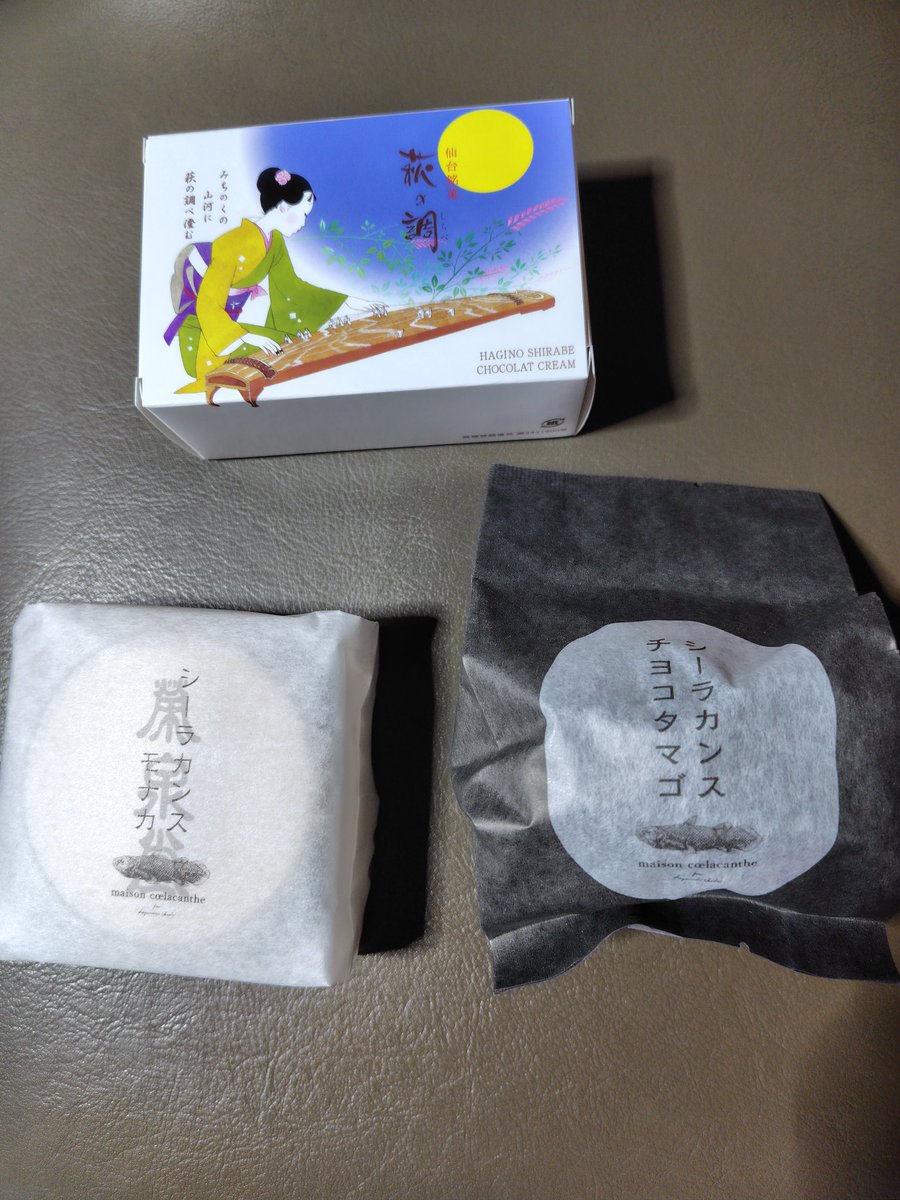 みちのくの
山河に
萩の調べ澄む
仙台銘菓
萩の調
しらべ
HAGINO SHIRABE
CHOCOLAT CREAM
シーラカンス
モナカ
maison cœlacanthe
シーラカンス
チヨコタマゴ
maison cœlacanthe